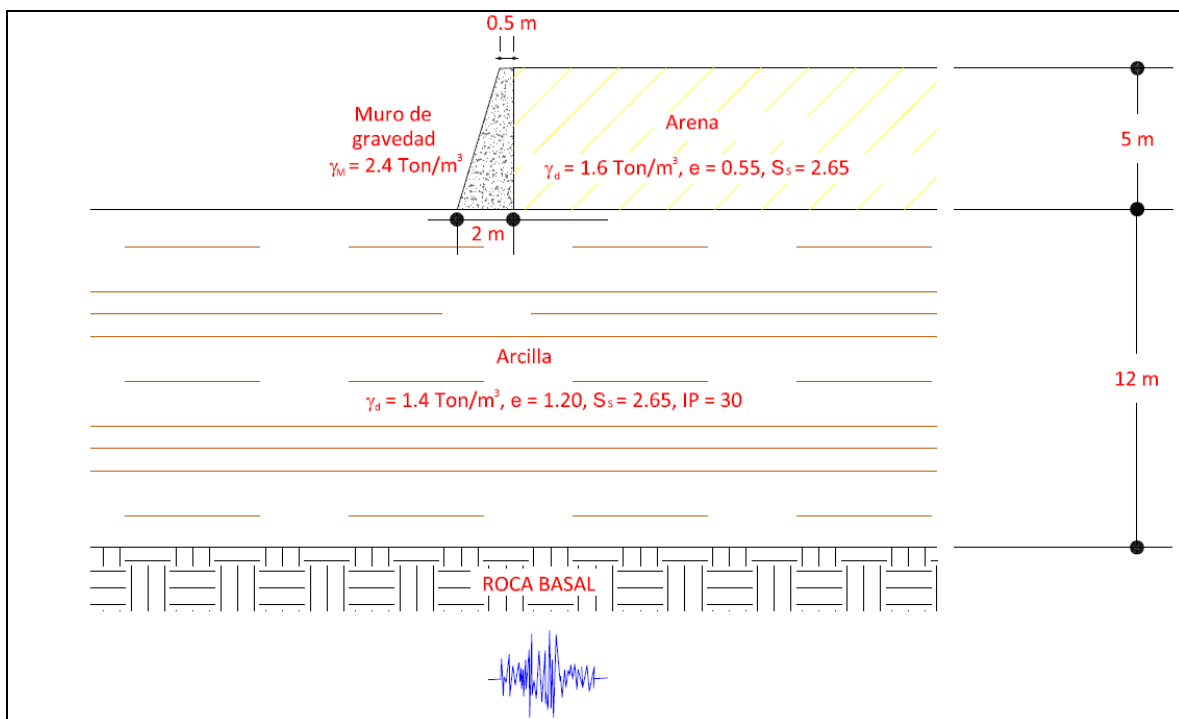 0.5 m
Muro de
gravedad
γM = 2.4 Ton/m³
Arena
γd = 1.6 Ton/m³, e = 0.55, Ss = 2.65
5 m
2 m
Arcilla
γd = 1.4 Ton/m³, e = 1.20, Ss = 2.65, IP = 30
12 m
ROCA BASAL